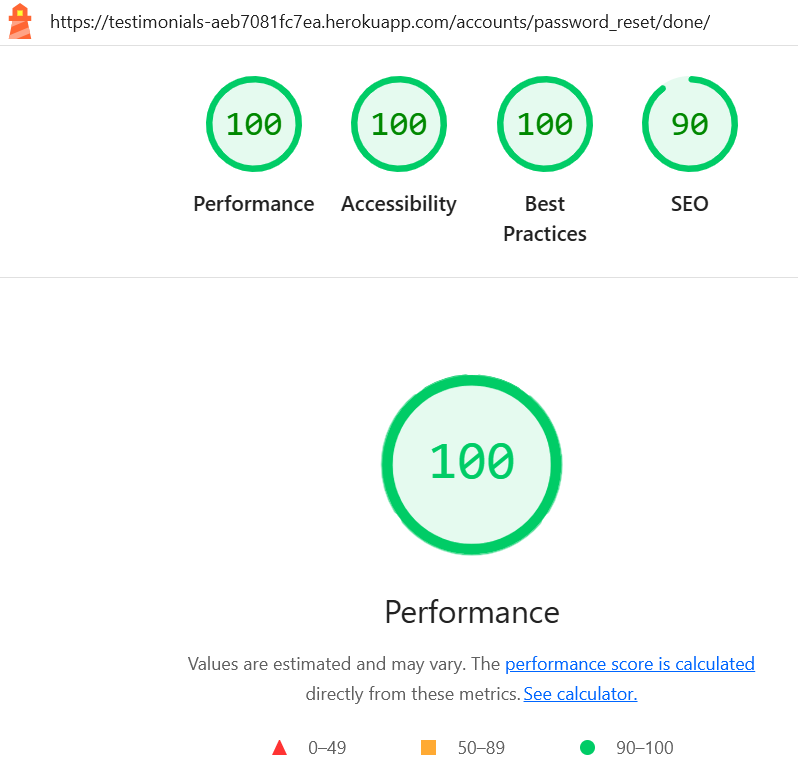 https://testimonials-aeb7081fc7ea.herokuapp.com/accounts/password_reset/done/
100 100 100 90
Performance Accessibility Best Practices SEO
100
Performance
Values are estimated and may vary. The performance score is calculated
directly from these metrics. See calculator.
0–49 50–89 90–100